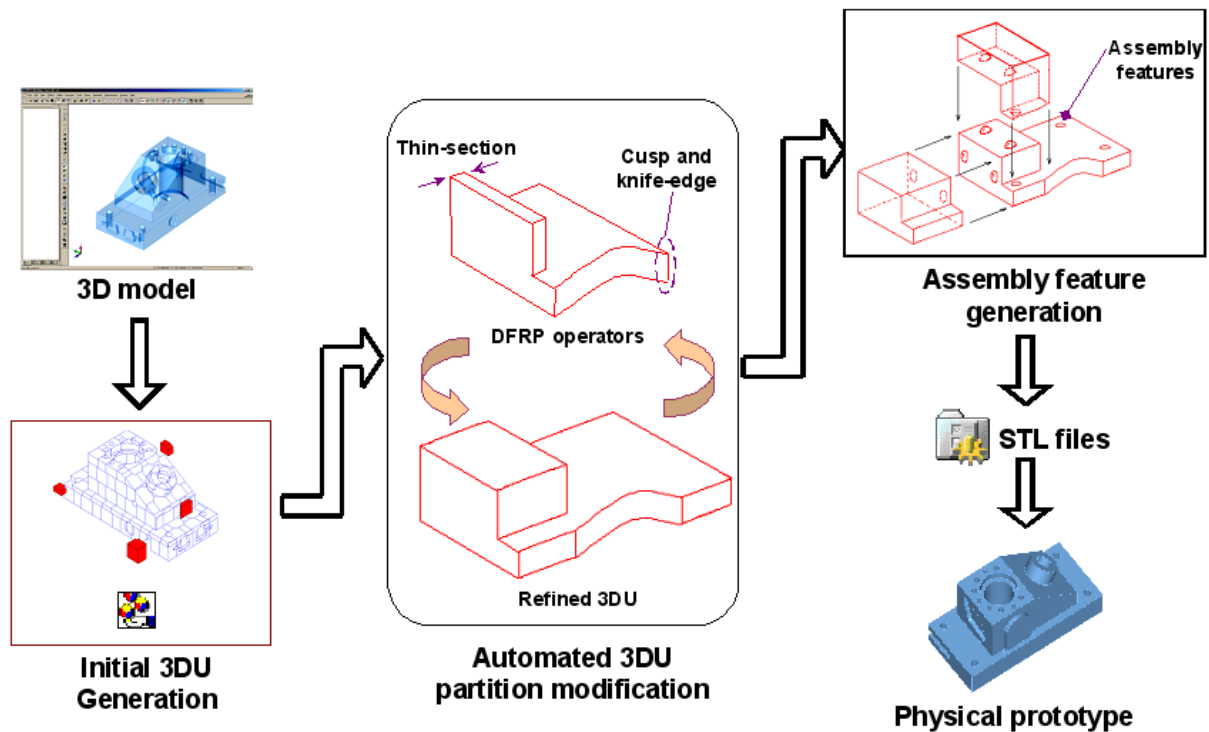 3D model
Initial 3DU
Generation
Thin-section
Cusp and
knife-edge
DFRP operators
Refined 3DU
Automated 3DU
partition modification
Assembly
features
Assembly feature
generation
STL files
Physical prototype